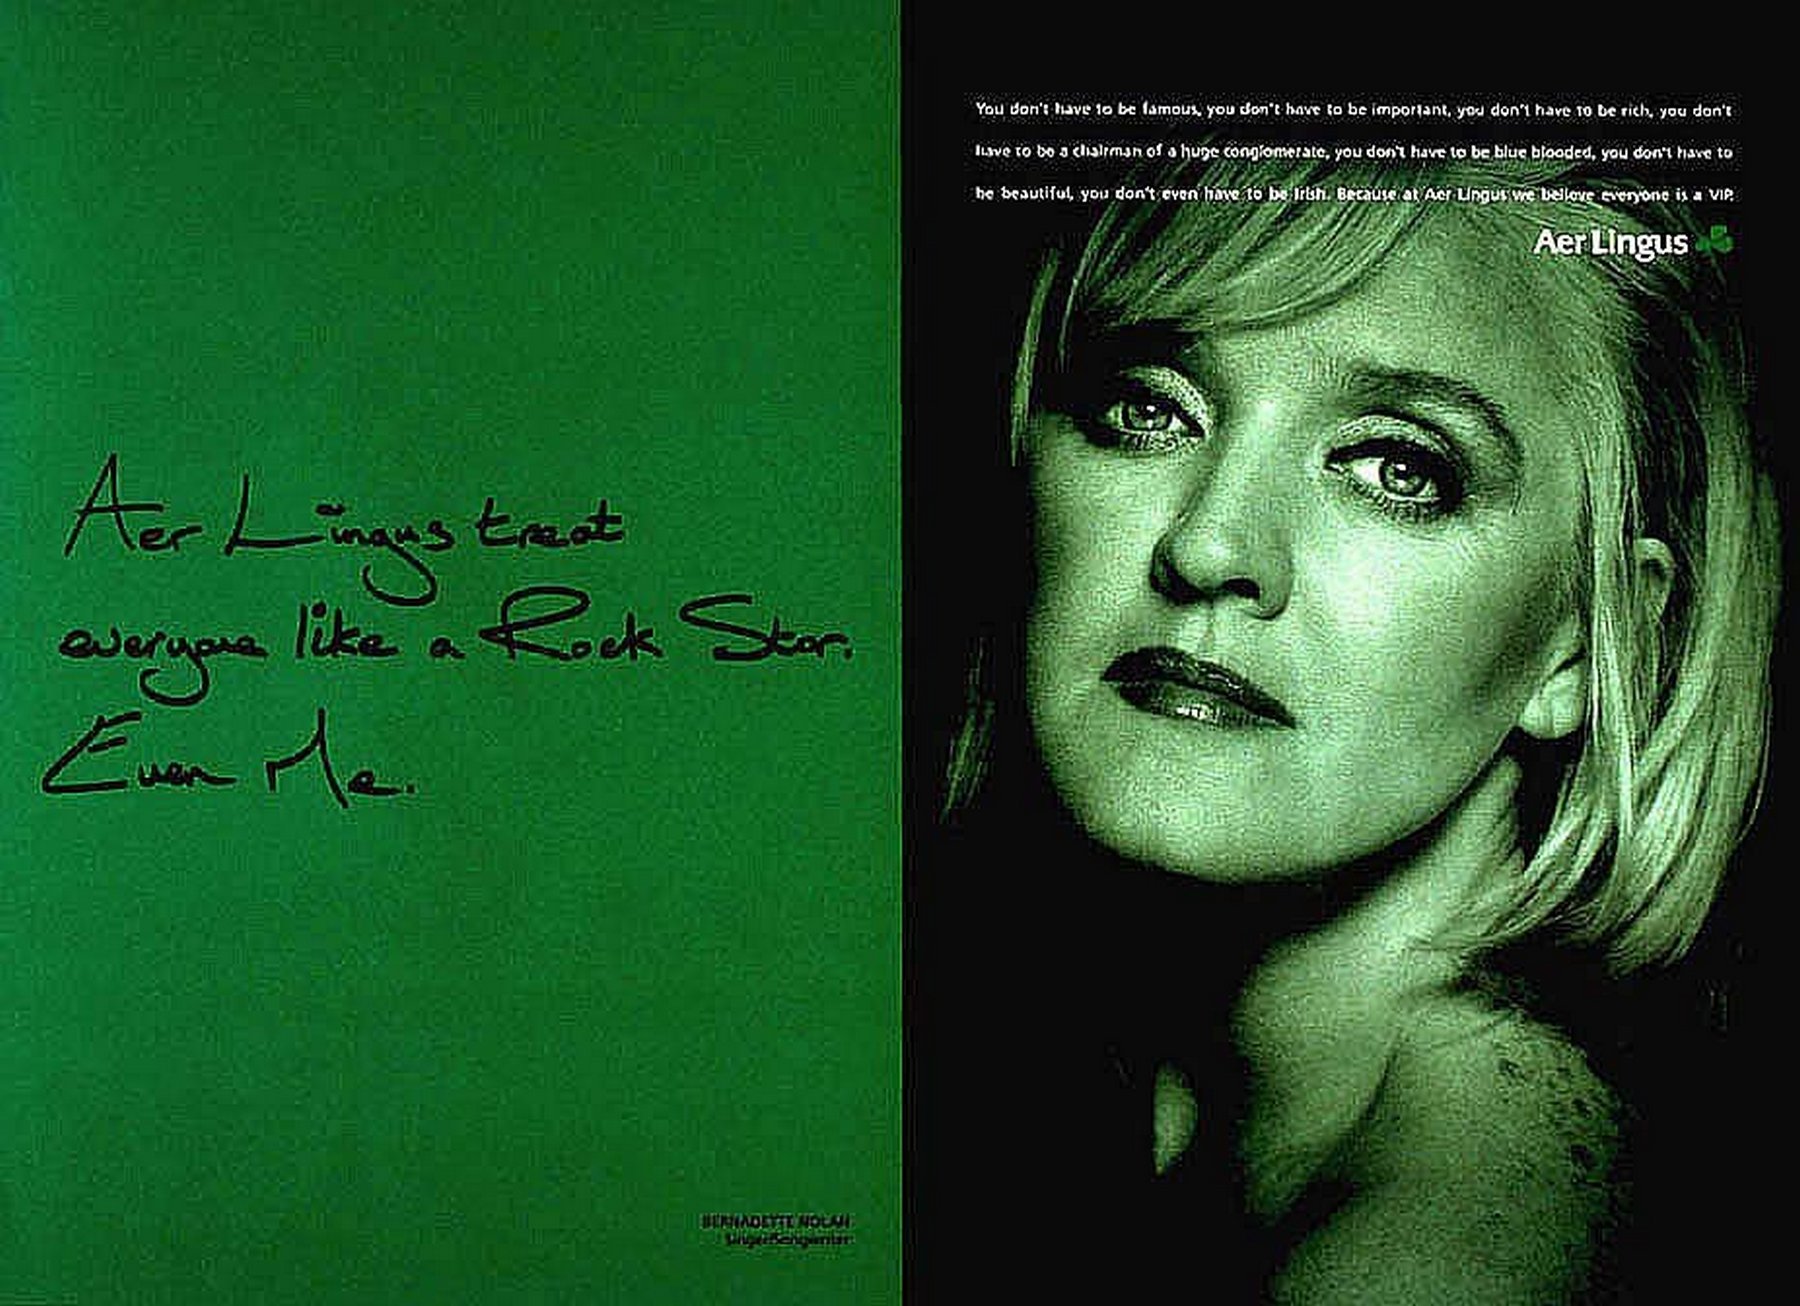 Aer Lingus treat
everyone like a Rock Star.
Even Me.
BERNADETTE NOLAN
Singer/Songwriter
You don't have to be famous, you don't have to be important, you don't have to be rich, you don't
have to be a chairman of a huge conglomerate, you don't have to be blue blooded, you don't have to
be beautiful, you don't even have to be Irish. Because at Aer Lingus we believe everyone is a VIP.
Aer Lingus